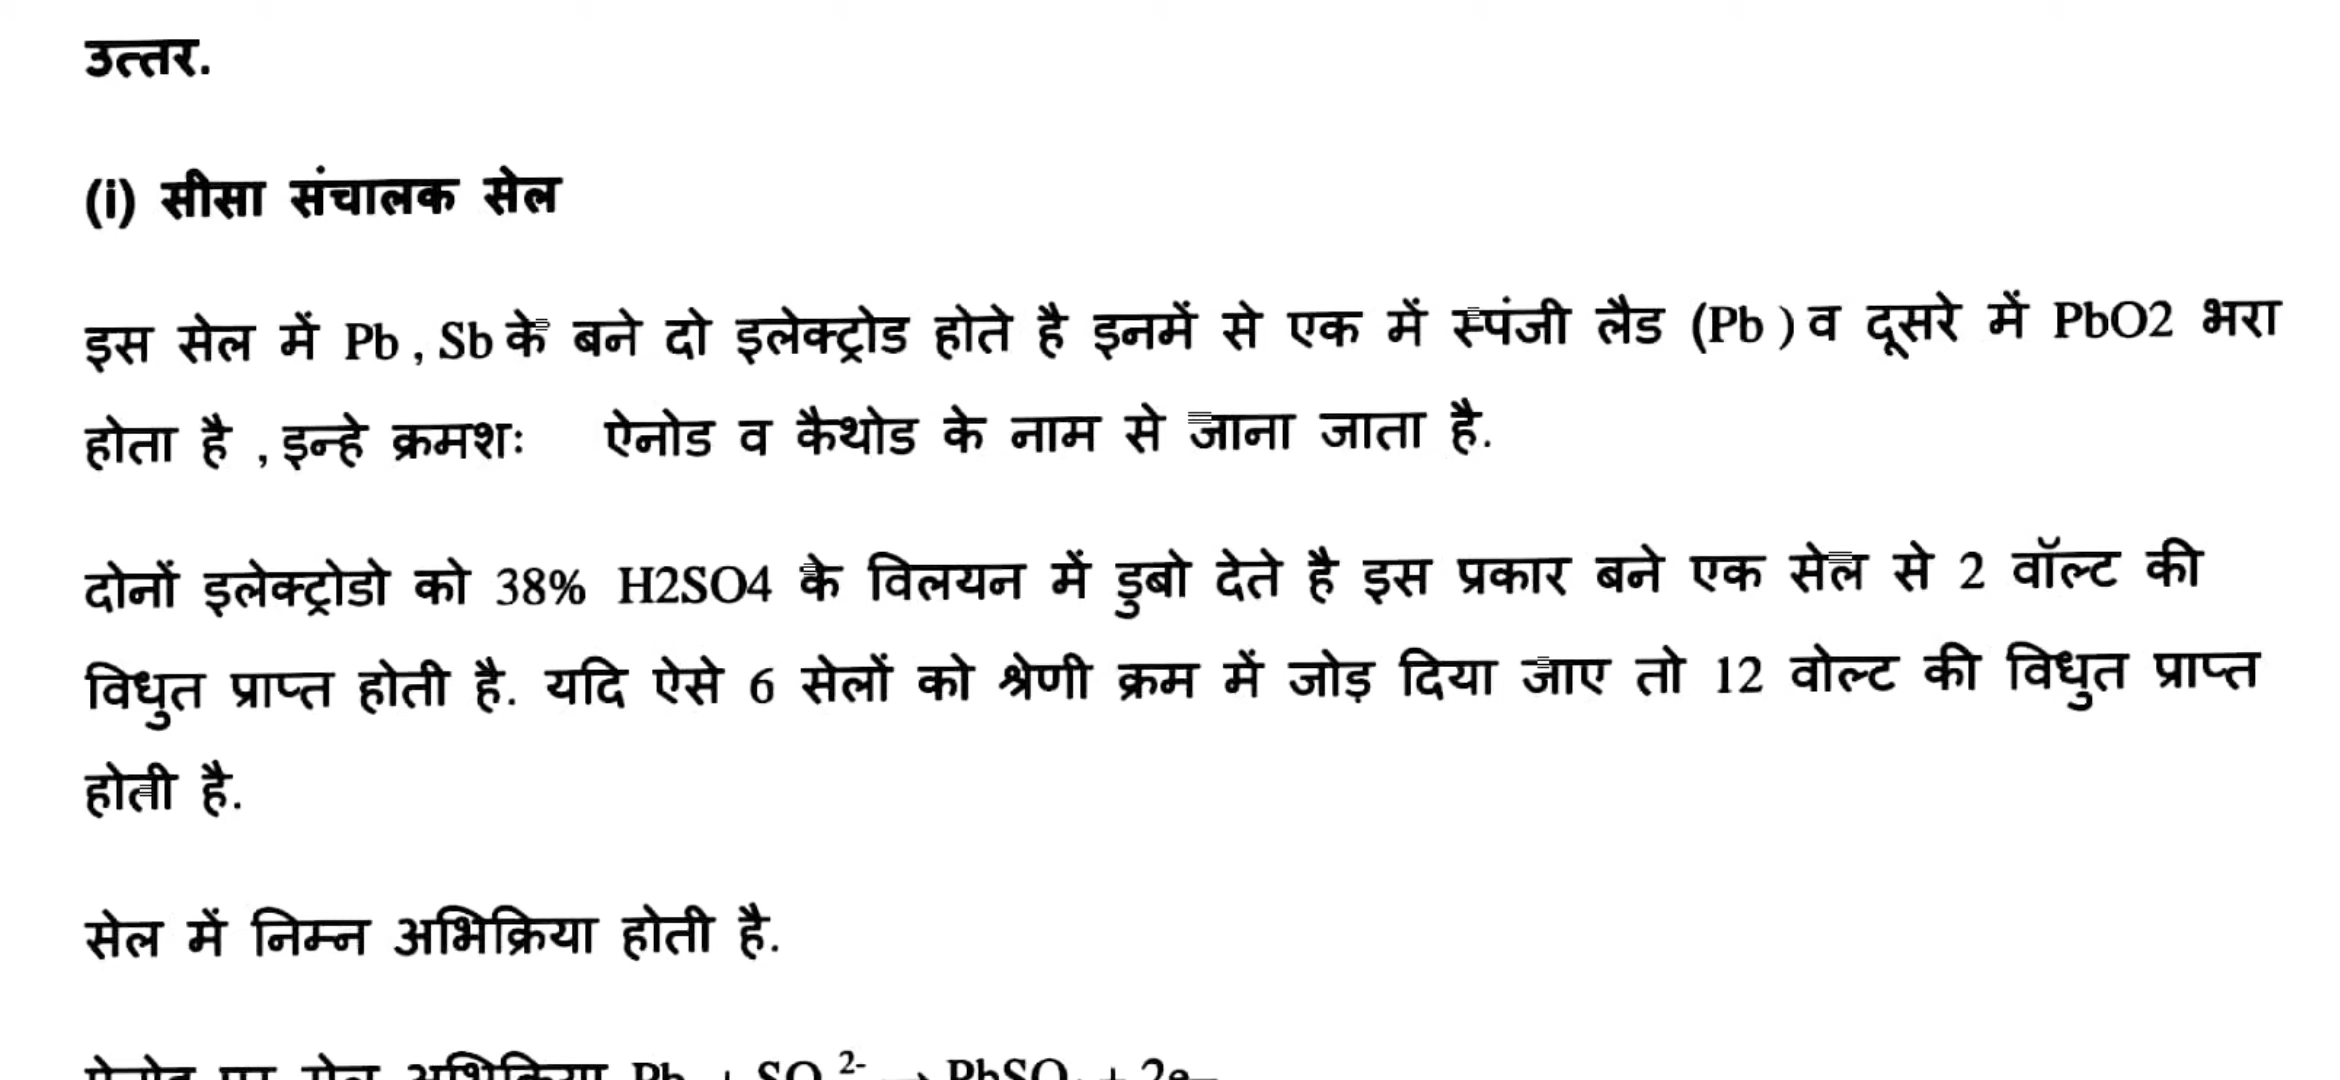 उत्तर.
(i) सीसा संचालक सेल
इस सेल में Pb , Sb के बने दो इलेक्ट्रोड होते है इनमें से एक में स्पंजी लैड (Pb ) व दूसरे में PbO2 भरा
होता है , इन्हे क्रमशः ऐनोड व कैथोड के नाम से जाना जाता है.
दोनों इलेक्ट्रोडो को 38% H2SO4 के विलयन में डुबो देते है इस प्रकार बने एक सेल से 2 वॉल्ट की
विधुत प्राप्त होती है. यदि ऐसे 6 सेलों को श्रेणी क्रम में जोड़ दिया जाए तो 12 वोल्ट की विधुत प्राप्त
होती है.
सेल में निम्न अभिक्रिया होती है.